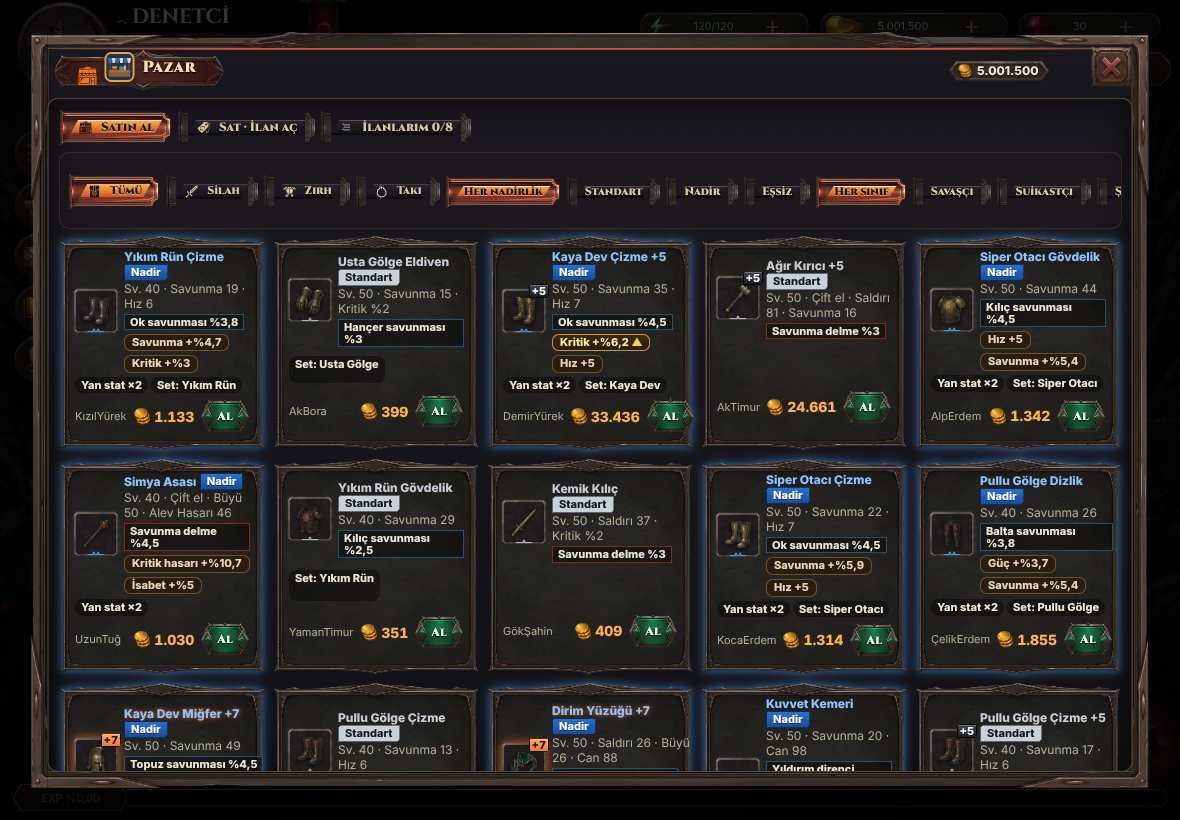 DENETCİ
120/120
5.001.500
30
PAZAR
5.001.500
SATIN AL
SAT · İLAN AÇ
İLANLARIM 0/8
TÜMÜ
SİLAH
ZIRH
TAKI
HER NADİRLİK
STANDART
NADİR
EŞSİZ
HER SINIF
SAVAŞÇI
SUİKASTÇI
Ş
Yıkım Rün Çizme
Nadir
Sv. 40 · Savunma 19 ·
Hız 6
Ok savunması %3,8
Savunma +%4,7
Kritik +%3
Yan stat ×2 Set: Yıkım Rün
KızılYürek 1.133 AL
Usta Gölge Eldiven
Standart
Sv. 50 · Savunma 15 ·
Kritik %2
Hançer savunması
%3
Set: Usta Gölge
AkBora 399 AL
+5
Kaya Dev Çizme +5
Nadir
Sv. 50 · Savunma 35 ·
Hız 7
Ok savunması %4,5
Kritik +%6,2 ▲
Hız +5
Yan stat ×2 Set: Kaya Dev
DemirYürek 33.436 AL
+5
Ağır Kırıcı +5
Standart
Sv. 50 · Çift el · Saldırı
81 · Savunma 16
Savunma delme %3
AkTimur 24.661 AL
Siper Otacı Gövdelik
Nadir
Sv. 50 · Savunma 44
Kılıç savunması
%4,5
Hız +5
Savunma +%5,4
Yan stat ×2 Set: Siper Otacı
AlpErdem 1.342 AL
Simya Asası Nadir
Sv. 40 · Çift el · Büyü
50 · Alev Hasarı 46
Savunma delme
%4,5
Kritik hasarı +%10,7
İsabet +%5
Yan stat ×2
UzunTuğ 1.030 AL
Yıkım Rün Gövdelik
Standart
Sv. 40 · Savunma 29
Kılıç savunması
%2,5
Set: Yıkım Rün
YamanTimur 351 AL
Kemik Kılıç
Standart
Sv. 50 · Saldırı 37 ·
Kritik %2
Savunma delme %3
GökŞahin 409 AL
Siper Otacı Çizme
Nadir
Sv. 50 · Savunma 22 ·
Hız 7
Ok savunması %4,5
Savunma +%5,9
Hız +5
Yan stat ×2 Set: Siper Otacı
KocaErdem 1.314 AL
Pullu Gölge Dizlik
Nadir
Sv. 40 · Savunma 26
Balta savunması
%3,8
Güç +%3,7
Savunma +%5,4
Yan stat ×2 Set: Pullu Gölge
ÇelikErdem 1.855 AL
+7
Kaya Dev Miğfer +7
Nadir
Sv. 50 · Savunma 49
Topuz savunması %4,5
Pullu Gölge Çizme
Standart
Sv. 40 · Savunma 13 ·
Hız 6
+7
Dirim Yüzüğü +7
Nadir
Sv. 50 · Saldırı 26 · Büyü
26 · Can 88
Kuvvet Kemeri
Nadir
Sv. 50 · Savunma 20 ·
Can 98
Yıldırım direnci
+5
Pullu Gölge Çizme +5
Standart
Sv. 40 · Savunma 17 ·
Hız 6
EXP %0,00